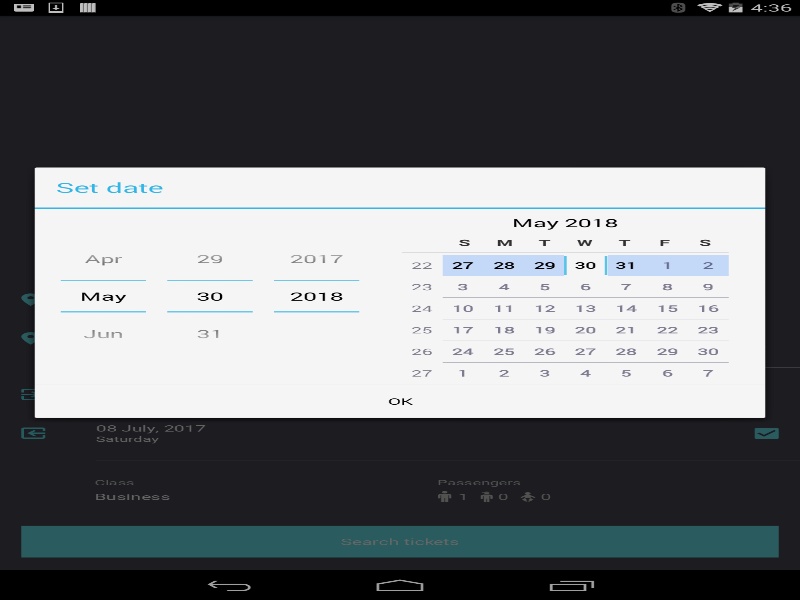 4:36
Set date
May 2018
S M T W T F S
Apr 29 2017
22 27 28 29 30 31 1 2
23 3 4 5 6 7 8 9
May 30 2018
24 10 11 12 13 14 15 16
25 17 18 19 20 21 22 23
Jun 31
26 24 25 26 27 28 29 30
27 1 2 3 4 5 6 7
OK
08 July, 2017
Saturday
Class Passengers
Business 1 0 0
Search tickets